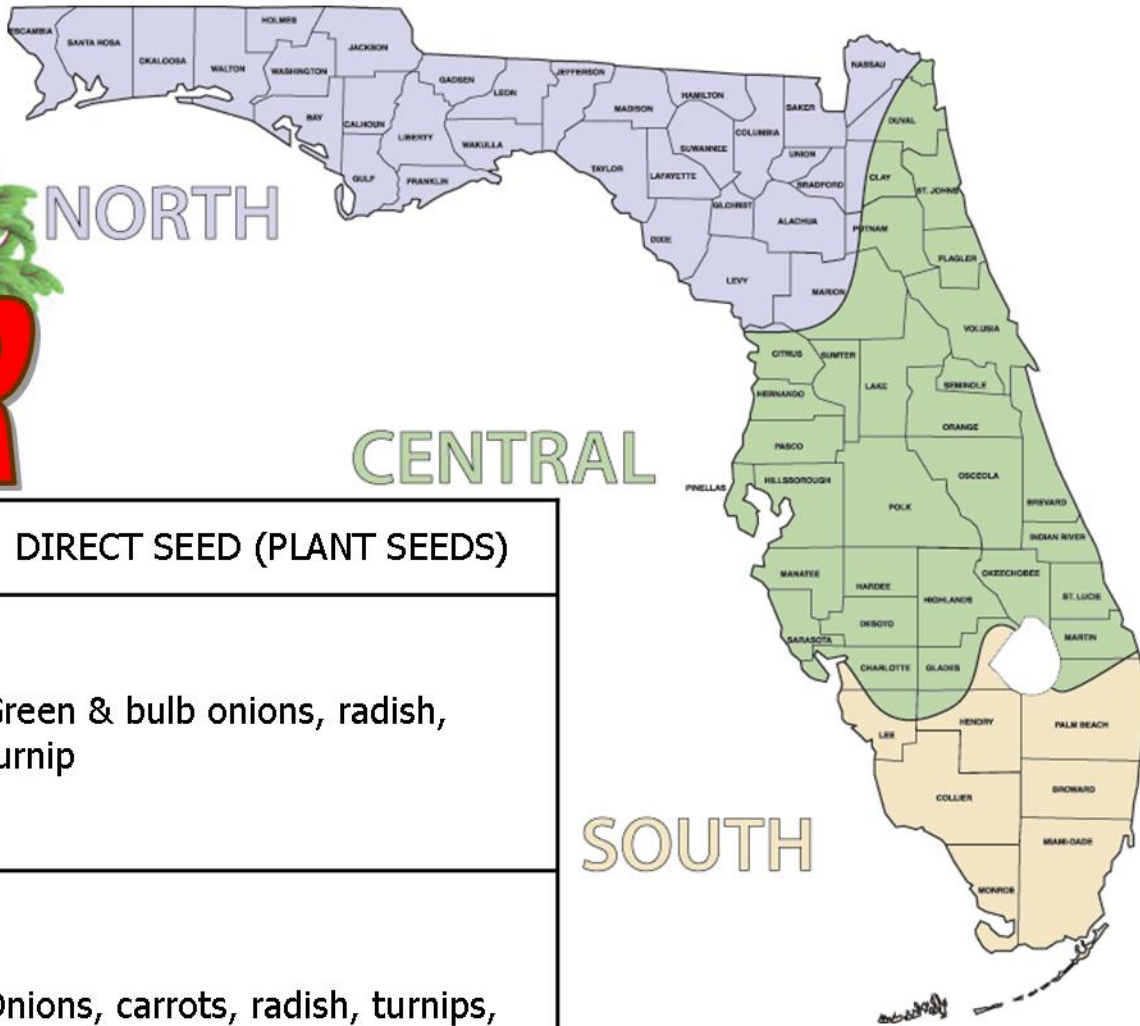 ESCAMBIA
SANTA ROSA
OKALOOSA
WALTON
HOLMES
WASHINGTON
JACKSON
BAY
CALHOUN
GULF
GADSEN
LIBERTY
FRANKLIN
LEON
WAKULLA
JEFFERSON
MADISON
TAYLOR
HAMILTON
SUWANNEE
LAFAYETTE
DIXIE
COLUMBIA
GILCHRIST
BAKER
UNION
BRADFORD
ALACHUA
LEVY
MARION
NASSAU
DUVAL
CLAY
ST. JOHNS
PUTNAM
FLAGLER
VOLUSIA
NORTH
R
CITRUS
SUMTER
LAKE
SEMINOLE
HERNANDO
ORANGE
PASCO
CENTRAL
PINELLAS
HILLSBOROUGH
POLK
OSCEOLA
BREVARD
INDIAN RIVER
MANATEE
HARDEE
HIGHLANDS
OKEECHOBEE
ST. LUCIE
DESOTO
SARASOTA
MARTIN
CHARLOTTE
GLADES
DIRECT SEED (PLANT SEEDS)
Green & bulb onions, radish,
turnip
LEE
HENDRY
PALM BEACH
COLLIER
BROWARD
SOUTH
MIAMI-DADE
MONROE
Onions, carrots, radish, turnips,